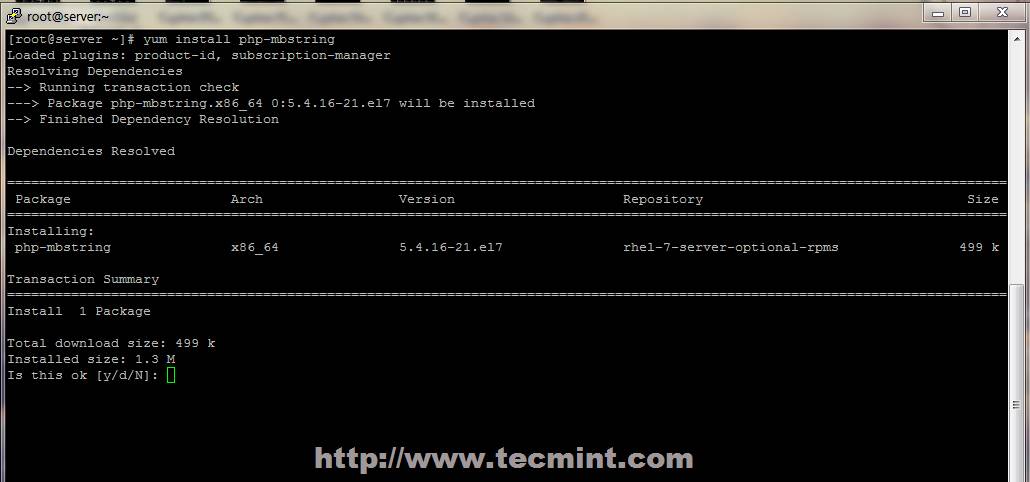 root@server:~
[root@server ~]# yum install php-mbstring
Loaded plugins: product-id, subscription-manager
Resolving Dependencies
--> Running transaction check
---> Package php-mbstring.x86_64 0:5.4.16-21.el7 will be installed
--> Finished Dependency Resolution
Dependencies Resolved
Package Arch Version Repository Size
Installing:
php-mbstring x86_64 5.4.16-21.el7 rhel-7-server-optional-rpms 499 k
Transaction Summary
Install 1 Package
Total download size: 499 k
Installed size: 1.3 M
Is this ok [y/d/N]:
http://www.tecmint.com